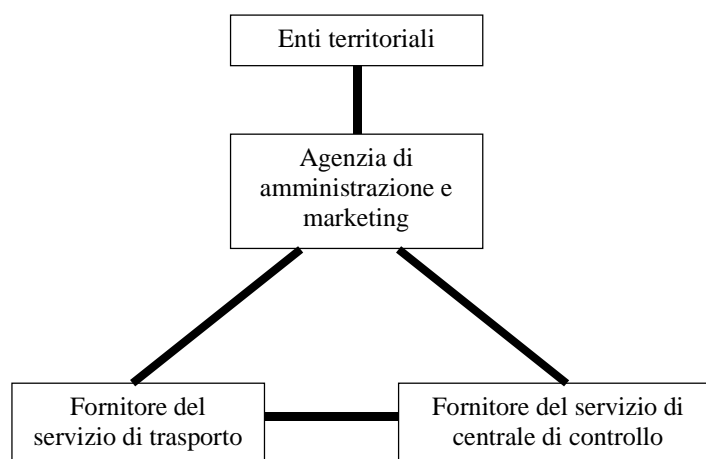 Enti territoriali
Agenzia di
amministrazione e
marketing
Fornitore del
servizio di trasporto
Fornitore del servizio di
centrale di controllo